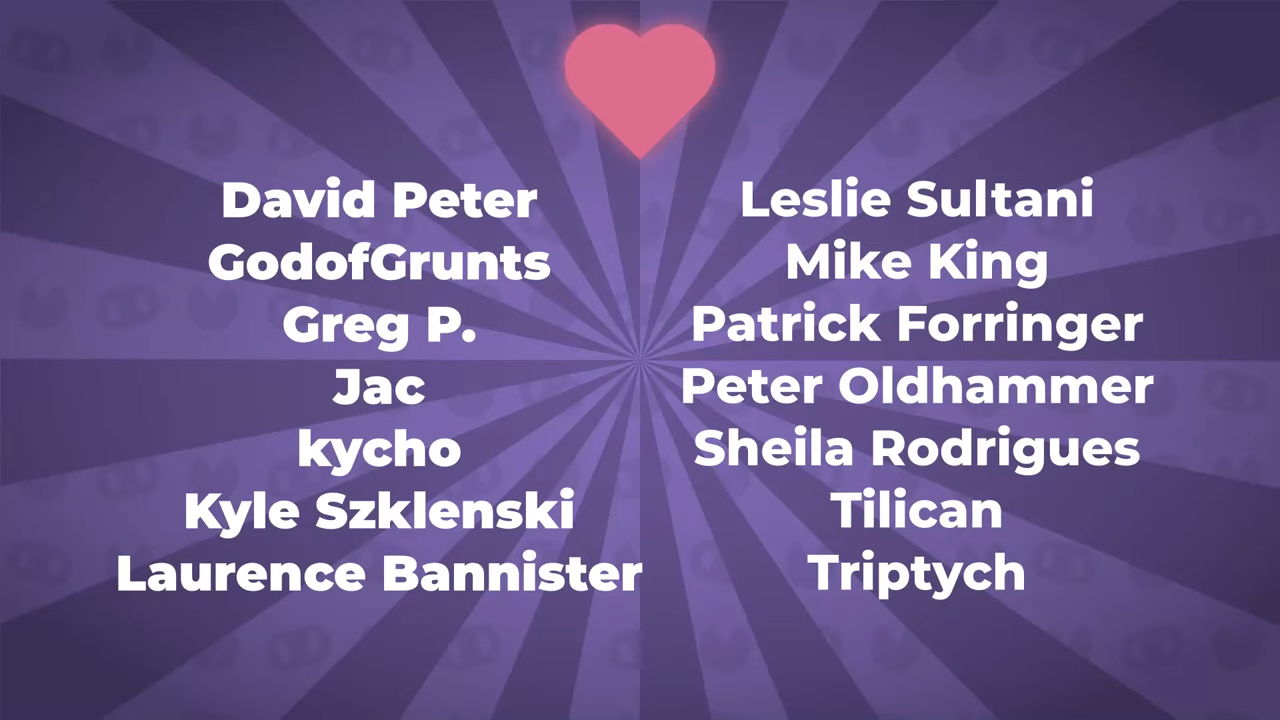 David Peter
GodofGrunts
Greg P.
Jac
kycho
Kyle Szklenski
Laurence Bannister
Leslie Sultani
Mike King
Patrick Forringer
Peter Oldhammer
Sheila Rodrigues
Tilican
Triptych